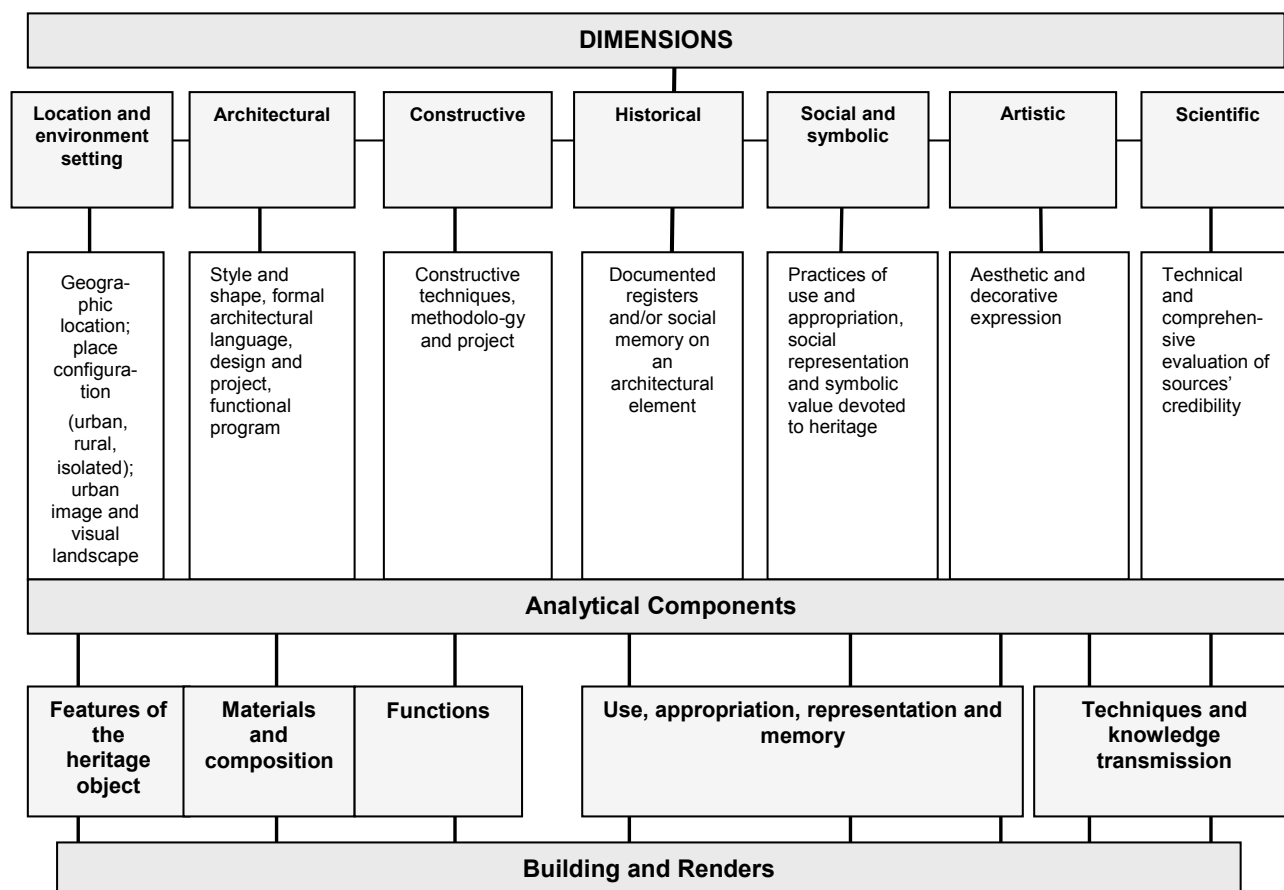 DIMENSIONS
Location and
environment
setting
Architectural
Constructive
Historical
Social and
symbolic
Artistic
Scientific
Geogra-
phic
location;
place
configura-
tion
(urban,
rural,
isolated);
urban
image and
visual
landscape
Style and
shape, formal
architectural
language,
design and
project,
functional
program
Constructive
techniques,
methodolo-gy
and project
Documented
registers
and/or social
memory on
an
architectural
element
Practices of
use and
appropriation,
social
representation
and symbolic
value devoted
to heritage
Aesthetic and
decorative
expression
Technical
and
comprehen-
sive
evaluation of
sources’
credibility
Analytical Components
Features of
the
heritage
object
Materials
and
composition
Functions
Use, appropriation, representation and
memory
Techniques and
knowledge
transmission
Building and Renders